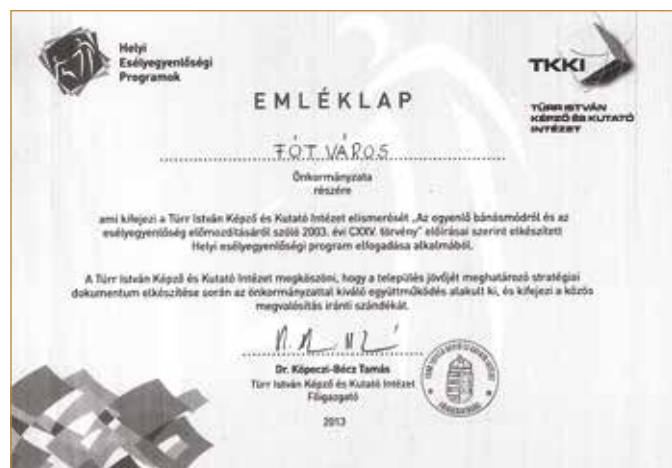 Helyi
Esélyegyenlőségi
Programok
TKKI
TÜRR ISTVÁN
KÉPZŐ ÉS KUTATÓ
INTÉZET
EMLÉKLAP
FÓT VÁROS
Önkormányzata
részére
ami kifejezi a Türr István Képző és Kutató Intézet elismerését „Az egyenlő bánásmódról és az
esélyegyenlőség előmozdításáról szóló 2003. évi CXXV. törvény” előírásai szerint elkészített
Helyi esélyegyenlőségi program elfogadása alkalmából.
A Türr István Képző és Kutató Intézet megköszöni, hogy a település jövőjét meghatározó stratégiai
dokumentum elkészítése során az önkormányzattal kiváló együttműködés alakult ki, és kifejezi a közös
megvalósítás iránti szándékát.
Dr. Köpeczi-Bócz Tamás
Türr István Képző és Kutató Intézet
Főigazgató
2013